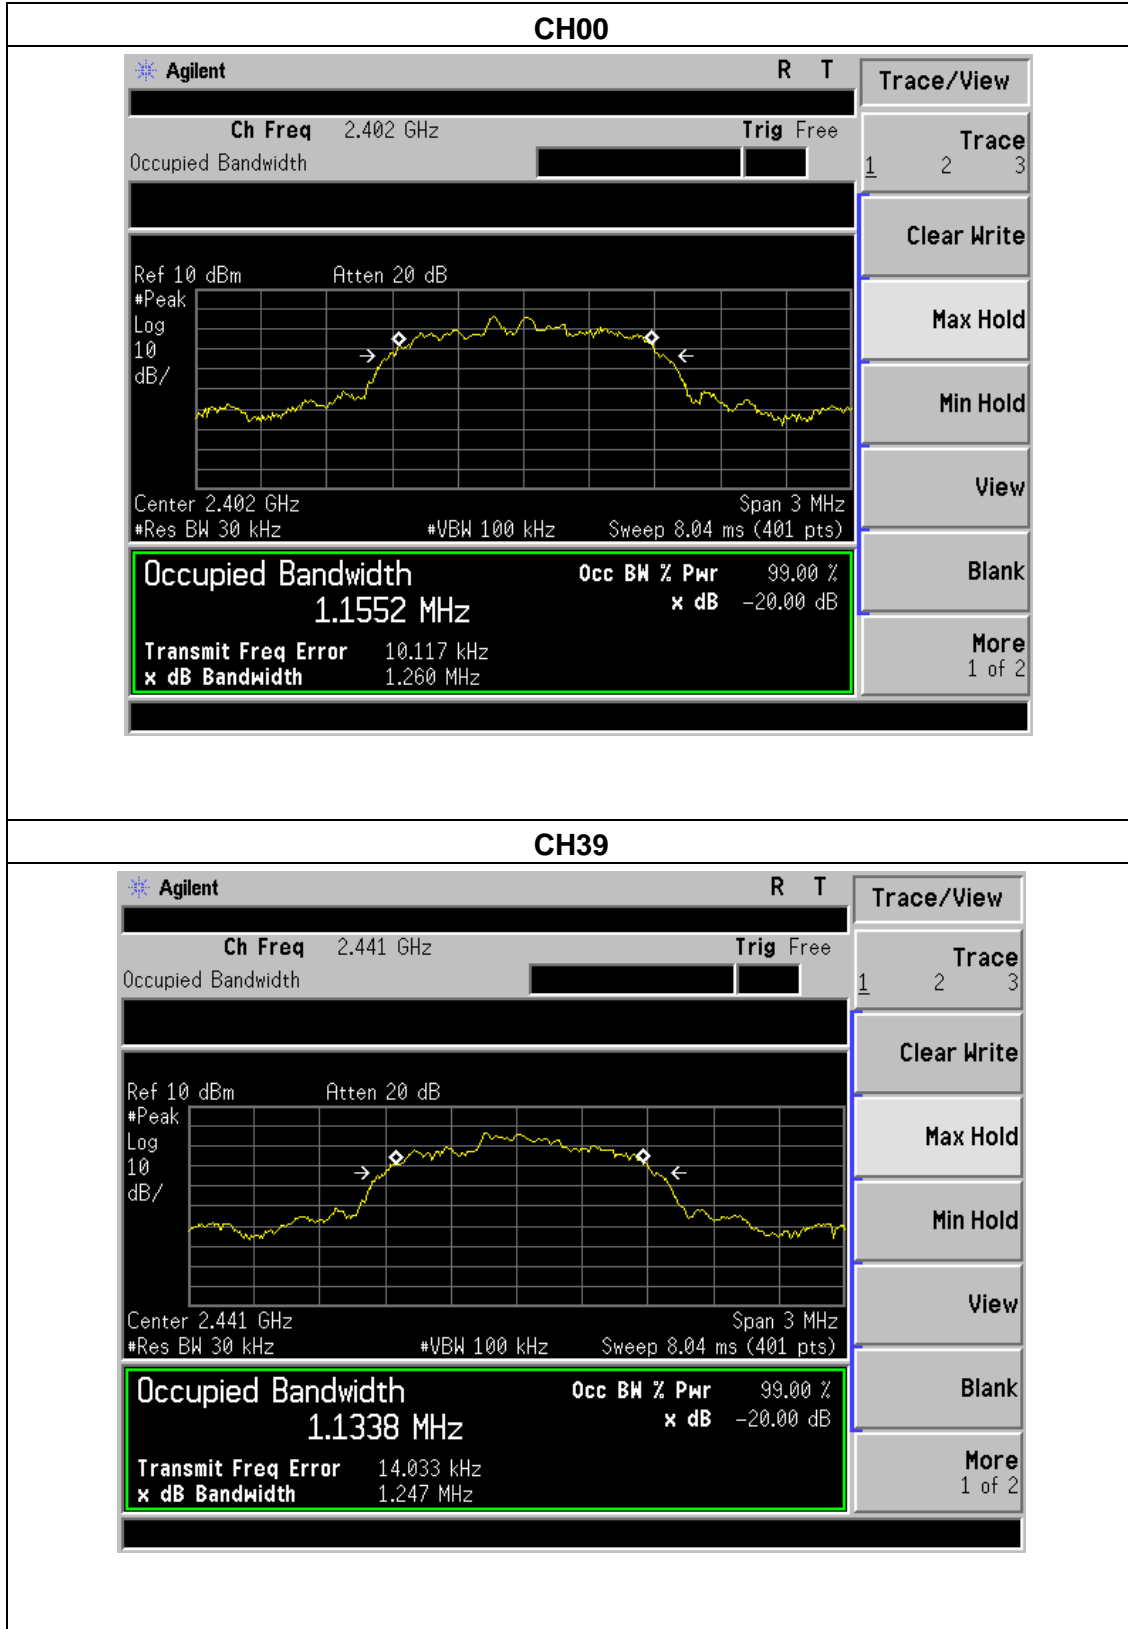 CH00
Agilent R T
Trace/View
Ch Freq 2.402 GHz Trig Free
Occupied Bandwidth
Trace
1 2 3
Clear Write
Ref 10 dBm Atten 20 dB
#Peak
Log
10
dB/
Max Hold
Min Hold
View
Center 2.402 GHz Span 3 MHz
#Res BW 30 kHz #VBW 100 kHz Sweep 8.04 ms (401 pts)
Occupied Bandwidth Occ BW % Pwr 99.00 %
1.1552 MHz x dB -20.00 dB
Blank
Transmit Freq Error 10.117 kHz
x dB Bandwidth 1.260 MHz
More
1 of 2
CH39
Agilent R T
Trace/View
Ch Freq 2.441 GHz Trig Free
Occupied Bandwidth
Trace
1 2 3
Clear Write
Ref 10 dBm Atten 20 dB
#Peak
Log
10
dB/
Max Hold
Min Hold
View
Center 2.441 GHz Span 3 MHz
#Res BW 30 kHz #VBW 100 kHz Sweep 8.04 ms (401 pts)
Occupied Bandwidth Occ BW % Pwr 99.00 %
1.1338 MHz x dB -20.00 dB
Blank
Transmit Freq Error 14.033 kHz
x dB Bandwidth 1.247 MHz
More
1 of 2